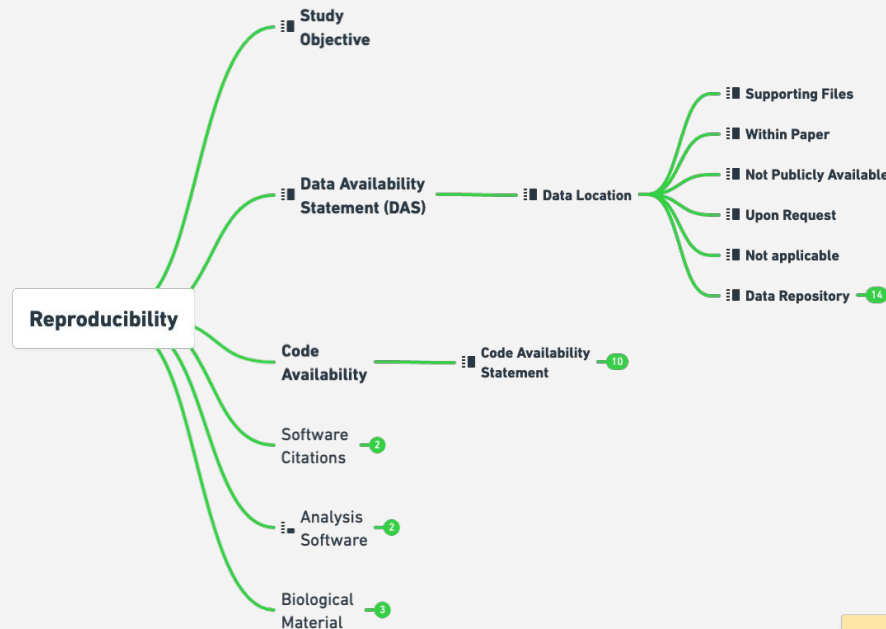 Study
Objective
Supporting Files
Within Paper
Not Publicly Available
Data Availability
Statement (DAS)
Data Location
Upon Request
Not applicable
Data Repository
14
Reproducibility
Code
Availability
Code Availability
Statement
10
Software
Citations
2
Analysis
Software
2
Biological
Material
3